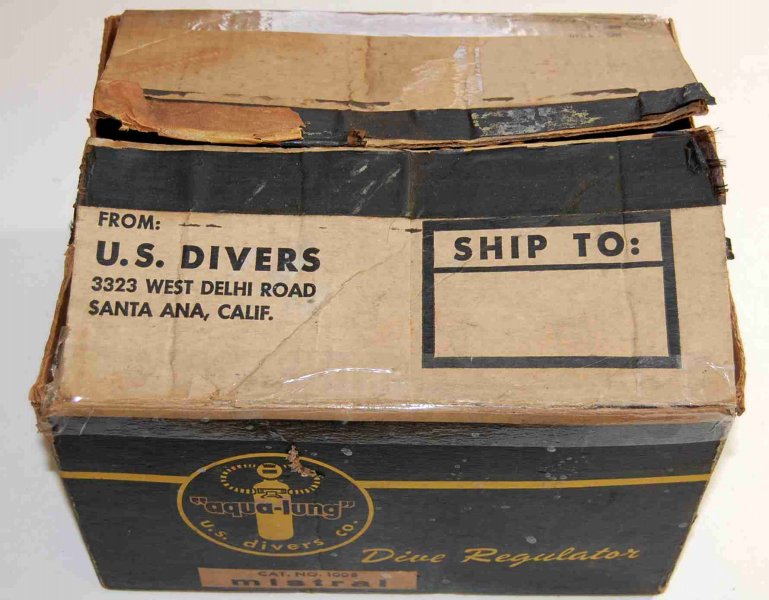 FROM:
U.S. DIVERS
3323 WEST DELHI ROAD
SANTA ANA, CALIF.
SHIP TO:
"aqua-lung"
u.s. divers co.
Dive Regulator
CAT. NO. 1008
mistral